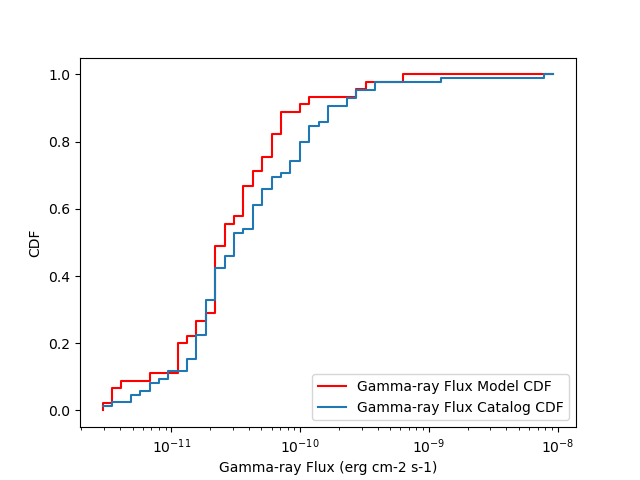 1.0
0.8
0.6
0.4
0.2
0.0
CDF
Gamma-ray Flux Model CDF
Gamma-ray Flux Catalog CDF
10⁻¹¹ 10⁻¹⁰ 10⁻⁹ 10⁻⁸
Gamma-ray Flux (erg cm-2 s-1)